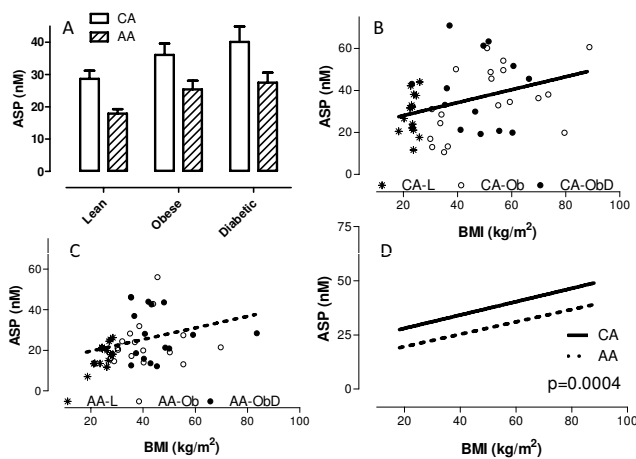 A
CA
AA
ASP (nM)
50
40
30
20
10
0
Lean
Obese
Diabetic
B
ASP (nM)
60
40
20
0
CA-L
CA-Ob
CA-ObD
20
40
60
80
100
BMI (kg/m²)
C
ASP (nM)
60
40
20
0
AA-L
AA-Ob
AA-ObD
0
20
40
60
80
100
BMI (kg/m²)
D
ASP (nM)
75
50
25
0
CA
AA
p=0.0004
0
20
40
60
80
100
BMI (kg/m²)